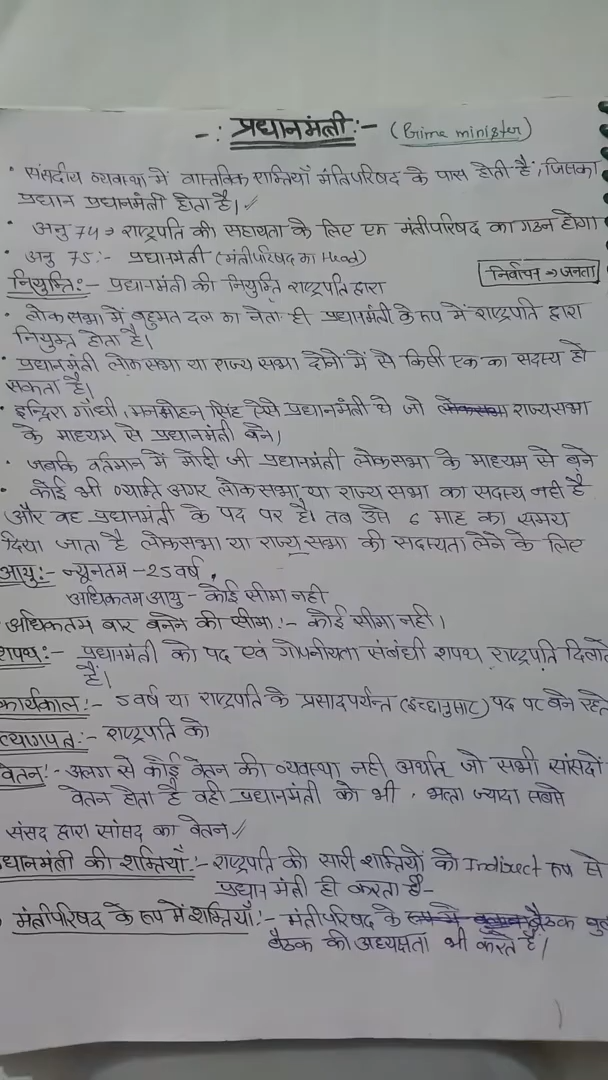 -: प्रधानमंत्री :- (Prime minister)
• संसदीय व्यवस्था में वास्तविक शक्तियाँ मंत्रिपरिषद के पास होती हैं, जिसका
प्रधान प्रधानमंत्री होता है।
• अनु 74 ⇒ राष्ट्रपति की सहायता के लिए एक मंत्रीपरिषद का गठन होगा
• अनु 75 :- प्रधानमंत्री (मंत्रीपरिषद का Head)
निर्वाचन ⇒ जनता
नियुक्ति :- प्रधानमंत्री की नियुक्ति राष्ट्रपति द्वारा
• लोकसभा में बहुमत दल का नेता ही प्रधानमंत्री के रूप में राष्ट्रपति द्वारा
नियुक्त होता है।
• प्रधानमंत्री लोकसभा या राज्य सभा दोनों में से किसी एक का सदस्य हो
सकता है।
• इन्दिरा गाँधी, मनमोहन सिंह ऐसे प्रधानमंत्री थे जो राज्यसभा
के माध्यम से प्रधानमंत्री बने।
• जबकि वर्तमान में मोदी जी प्रधानमंत्री लोकसभा के माध्यम से बने
• कोई भी व्यक्ति अगर लोकसभा या राज्य सभा का सदस्य नही है
और वह प्रधानमंत्री के पद पर है। तब उसे 6 माह का समय
दिया जाता है लोकसभा या राज्य सभा की सदस्यता लेने के लिए
आयु :- न्यूनतम - 25 वर्ष,
अधिकतम आयु - कोई सीमा नही
अधिकतम बार बनने की सीमा :- कोई सीमा नही।
शपथ :- प्रधानमंत्री को पद एवं गोपनीयता संबंधी शपथ राष्ट्रपति दिलाते
हैं।
कार्यकाल :- 5 वर्ष या राष्ट्रपति के प्रसादपर्यन्त (इच्छानुसार) पद पर बने रहते
त्यागपत्र :- राष्ट्रपति को
वेतन :- अलग से कोई वेतन की व्यवस्था नही अर्थात् जो सभी सांसदों
वेतन होता है वही प्रधानमंत्री को भी, भत्ता ज्यादा सबसे
संसद द्वारा सांसद का वेतन
धानमंत्री की शक्तियाँ :- राष्ट्रपति की सारी शक्तियों को Indirect रूप से
प्रधान मंत्री ही करता है-
मंत्रीपरिषद के रूप में शक्तियाँ :- मंत्रीपरिषद के बैठक
बैठक की अध्यक्षता भी करते है।